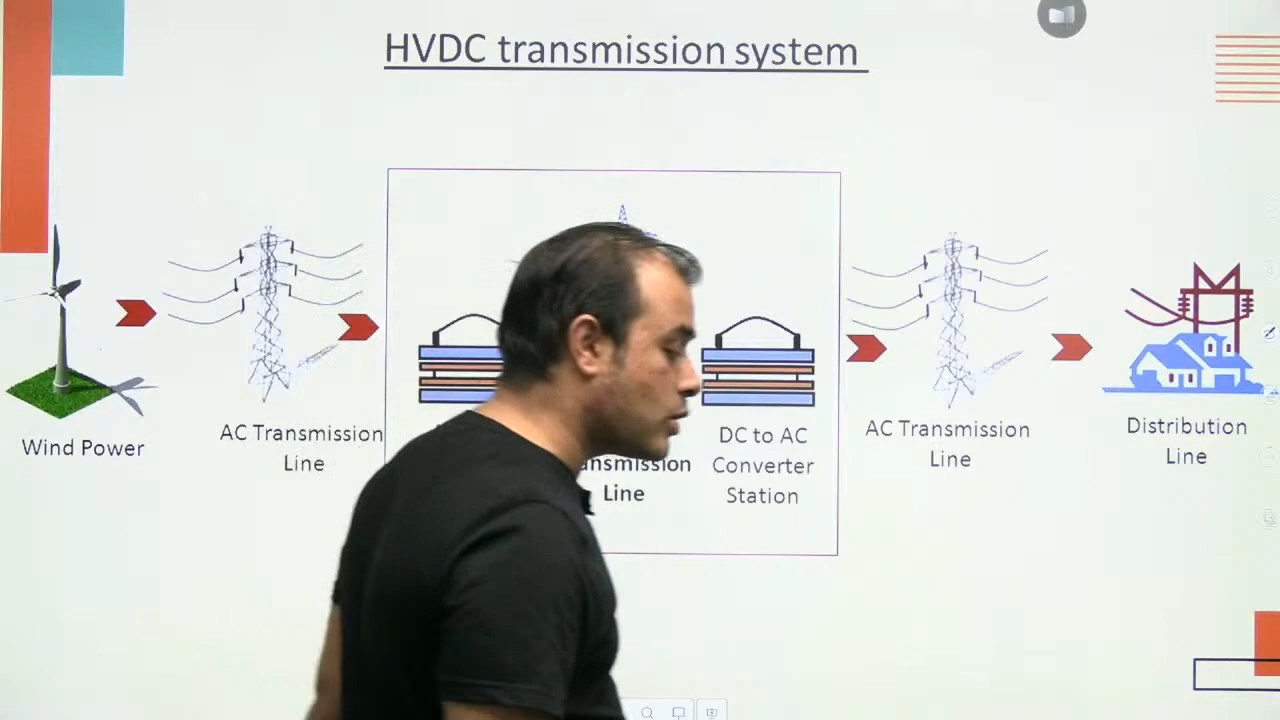 HVDC transmission system
Wind Power
AC Transmission
Line
Line
DC to AC
Converter
Station
AC Transmission
Line
Distribution
Line